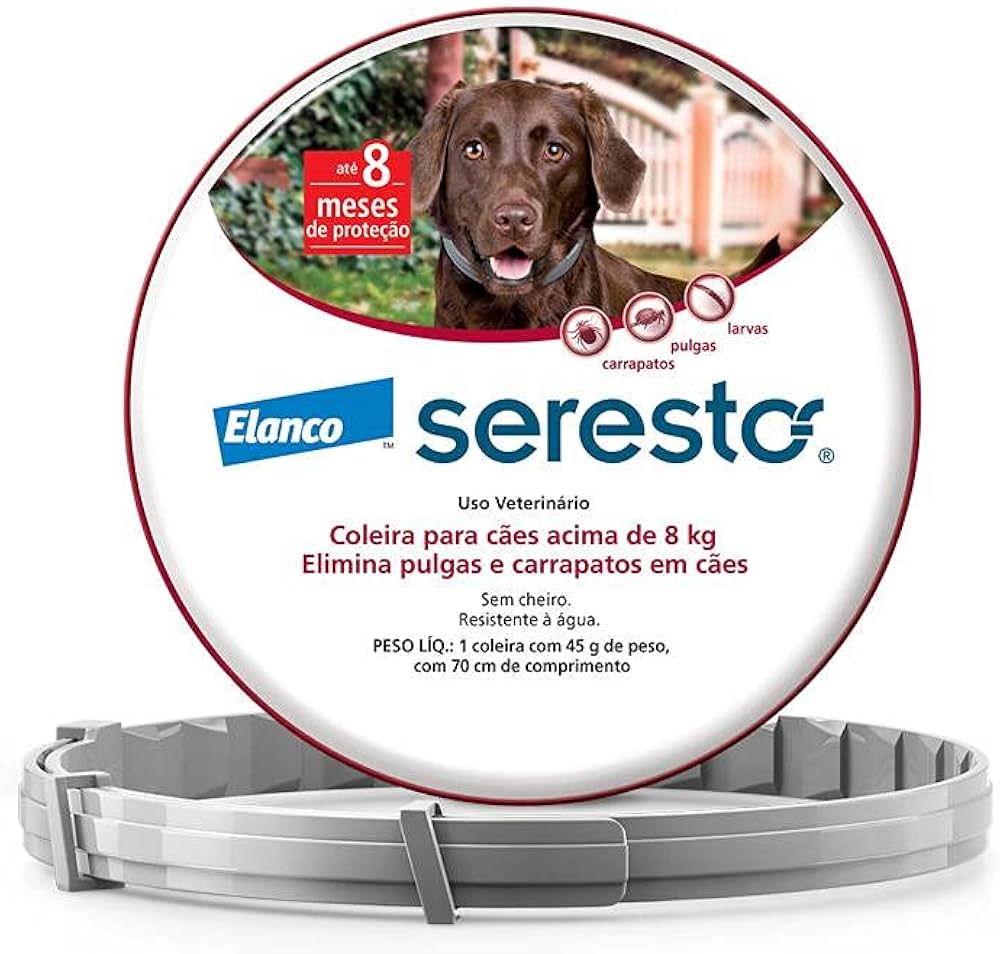 até 8
meses
de proteção
larvas
pulgas
carrapatos
Elanco™
seresto®
Uso Veterinário
Coleira para cães acima de 8 kg
Elimina pulgas e carrapatos em cães
Sem cheiro.
Resistente à água.
PESO LÍQ.: 1 coleira com 45 g de peso,
com 70 cm de comprimento